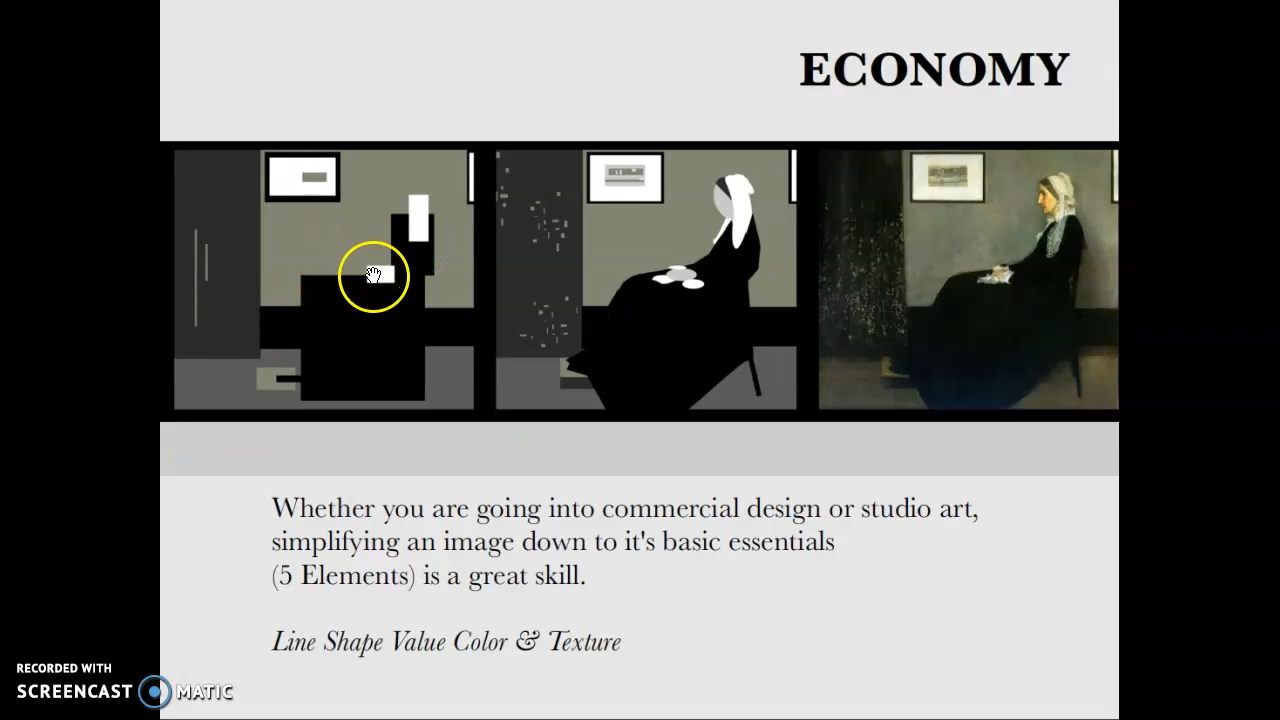 ECONOMY
Whether you are going into commercial design or studio art,
simplifying an image down to it's basic essentials
(5 Elements) is a great skill.
Line Shape Value Color & Texture
RECORDED WITH
SCREENCAST MATIC